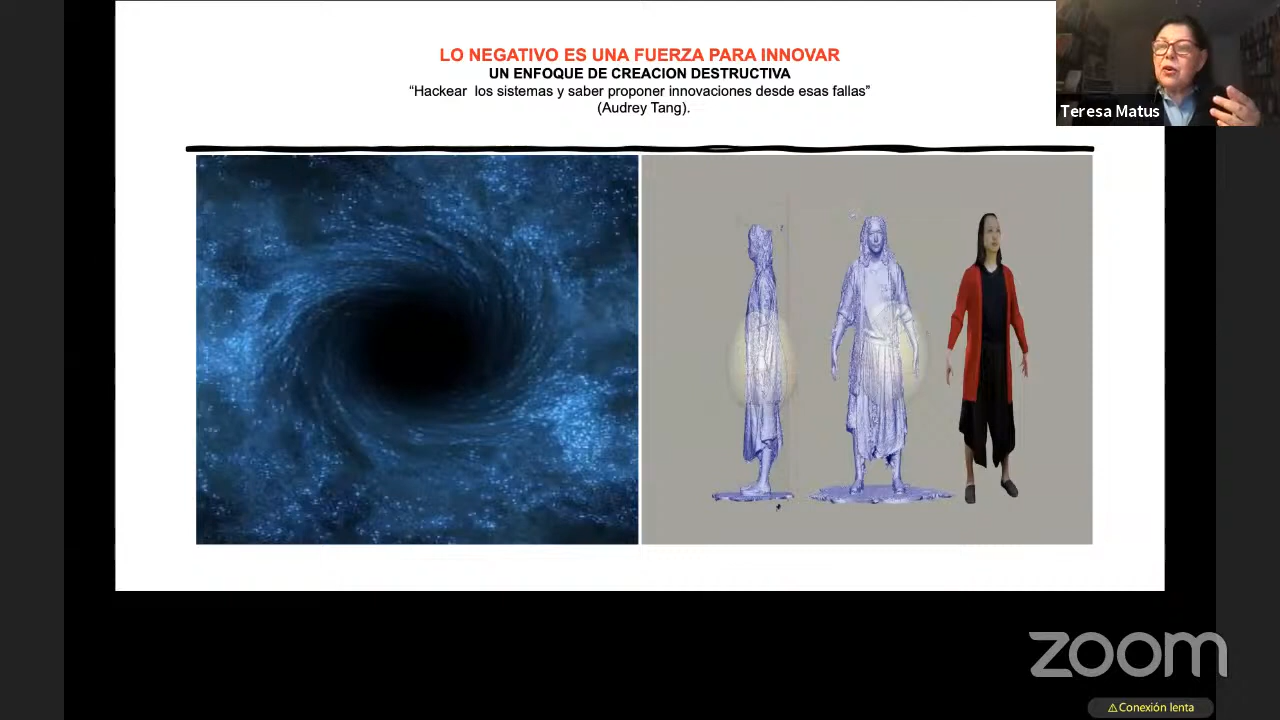 LO NEGATIVO ES UNA FUERZA PARA INNOVAR
UN ENFOQUE DE CREACION DESTRUCTIVA
“Hackear los sistemas y saber proponer innovaciones desde esas fallas”
(Audrey Tang).
Teresa Matus
zoom
⚠Conexión lenta